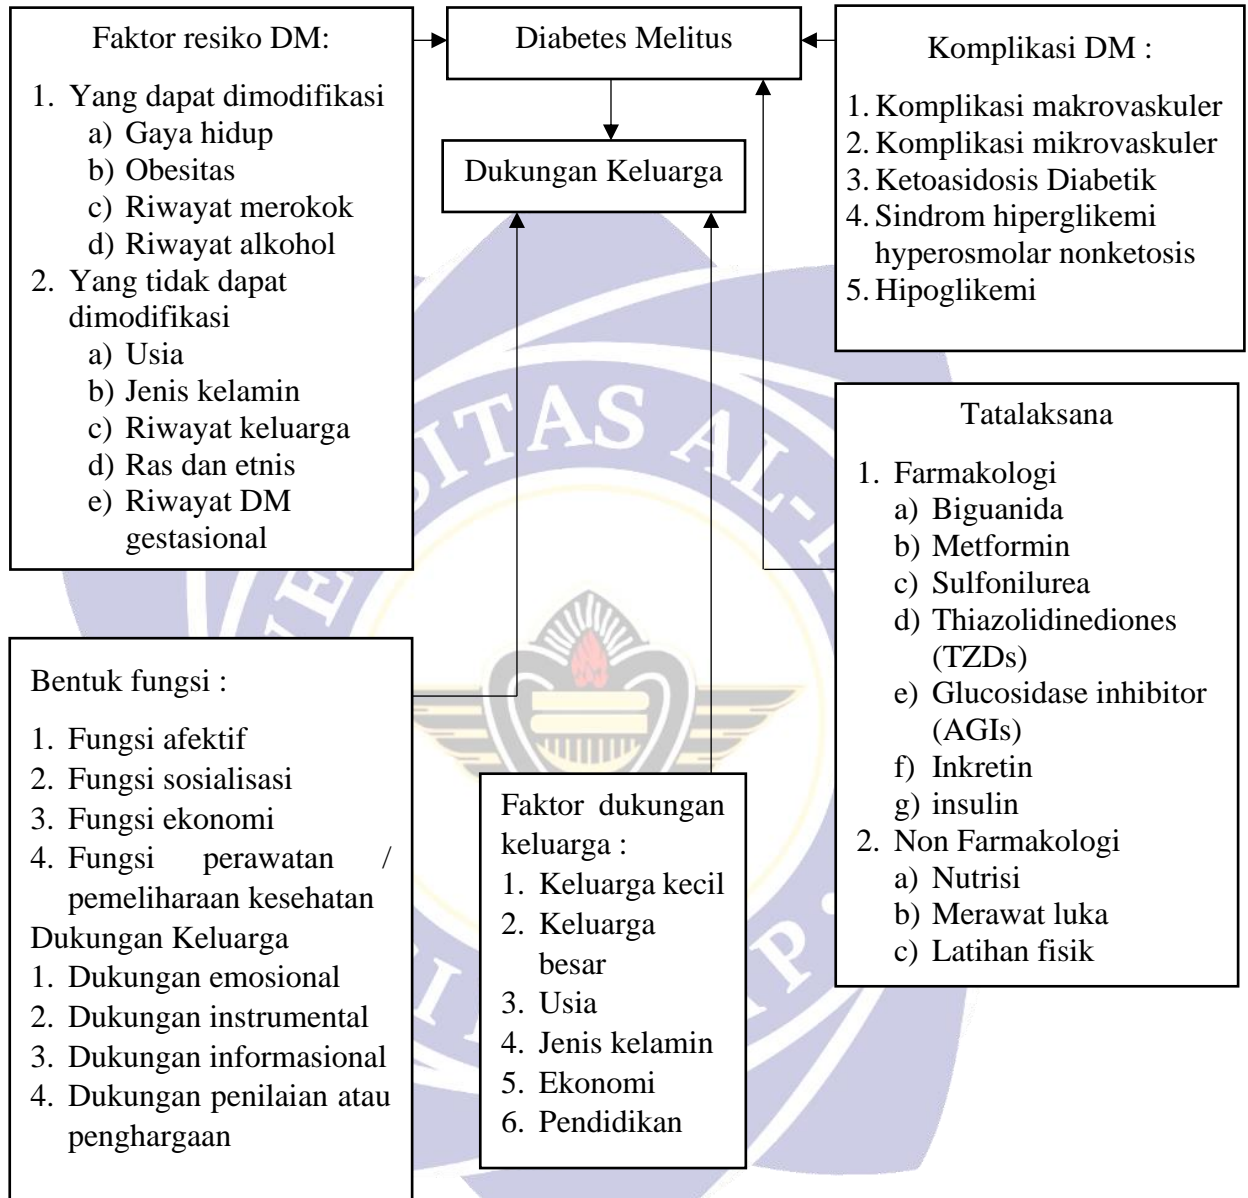 Faktor resiko DM:
1. Yang dapat dimodifikasi
a) Gaya hidup
b) Obesitas
c) Riwayat merokok
d) Riwayat alkohol
2. Yang tidak dapat
dimodifikasi
a) Usia
b) Jenis kelamin
c) Riwayat keluarga
d) Ras dan etnis
e) Riwayat DM
gestasional
Diabetes Melitus
Dukungan Keluarga
Komplikasi DM :
1. Komplikasi makrovaskuler
2. Komplikasi mikrovaskuler
3. Ketoasidosis Diabetik
4. Sindrom hiperglikemi
hyperosmolar nonketosis
5. Hipoglikemi
Tatalaksana
1. Farmakologi
a) Biguanida
b) Metformin
c) Sulfonilurea
d) Thiazolidinediones
(TZDs)
e) Glucosidase inhibitor
(AGIs)
f) Inkretin
g) insulin
2. Non Farmakologi
a) Nutrisi
b) Merawat luka
c) Latihan fisik
Bentuk fungsi :
1. Fungsi afektif
2. Fungsi sosialisasi
3. Fungsi ekonomi
4. Fungsi perawatan /
pemeliharaan kesehatan
Dukungan Keluarga
1. Dukungan emosional
2. Dukungan instrumental
3. Dukungan informasional
4. Dukungan penilaian atau
penghargaan
Faktor dukungan
keluarga :
1. Keluarga kecil
2. Keluarga
besar
3. Usia
4. Jenis kelamin
5. Ekonomi
6. Pendidikan